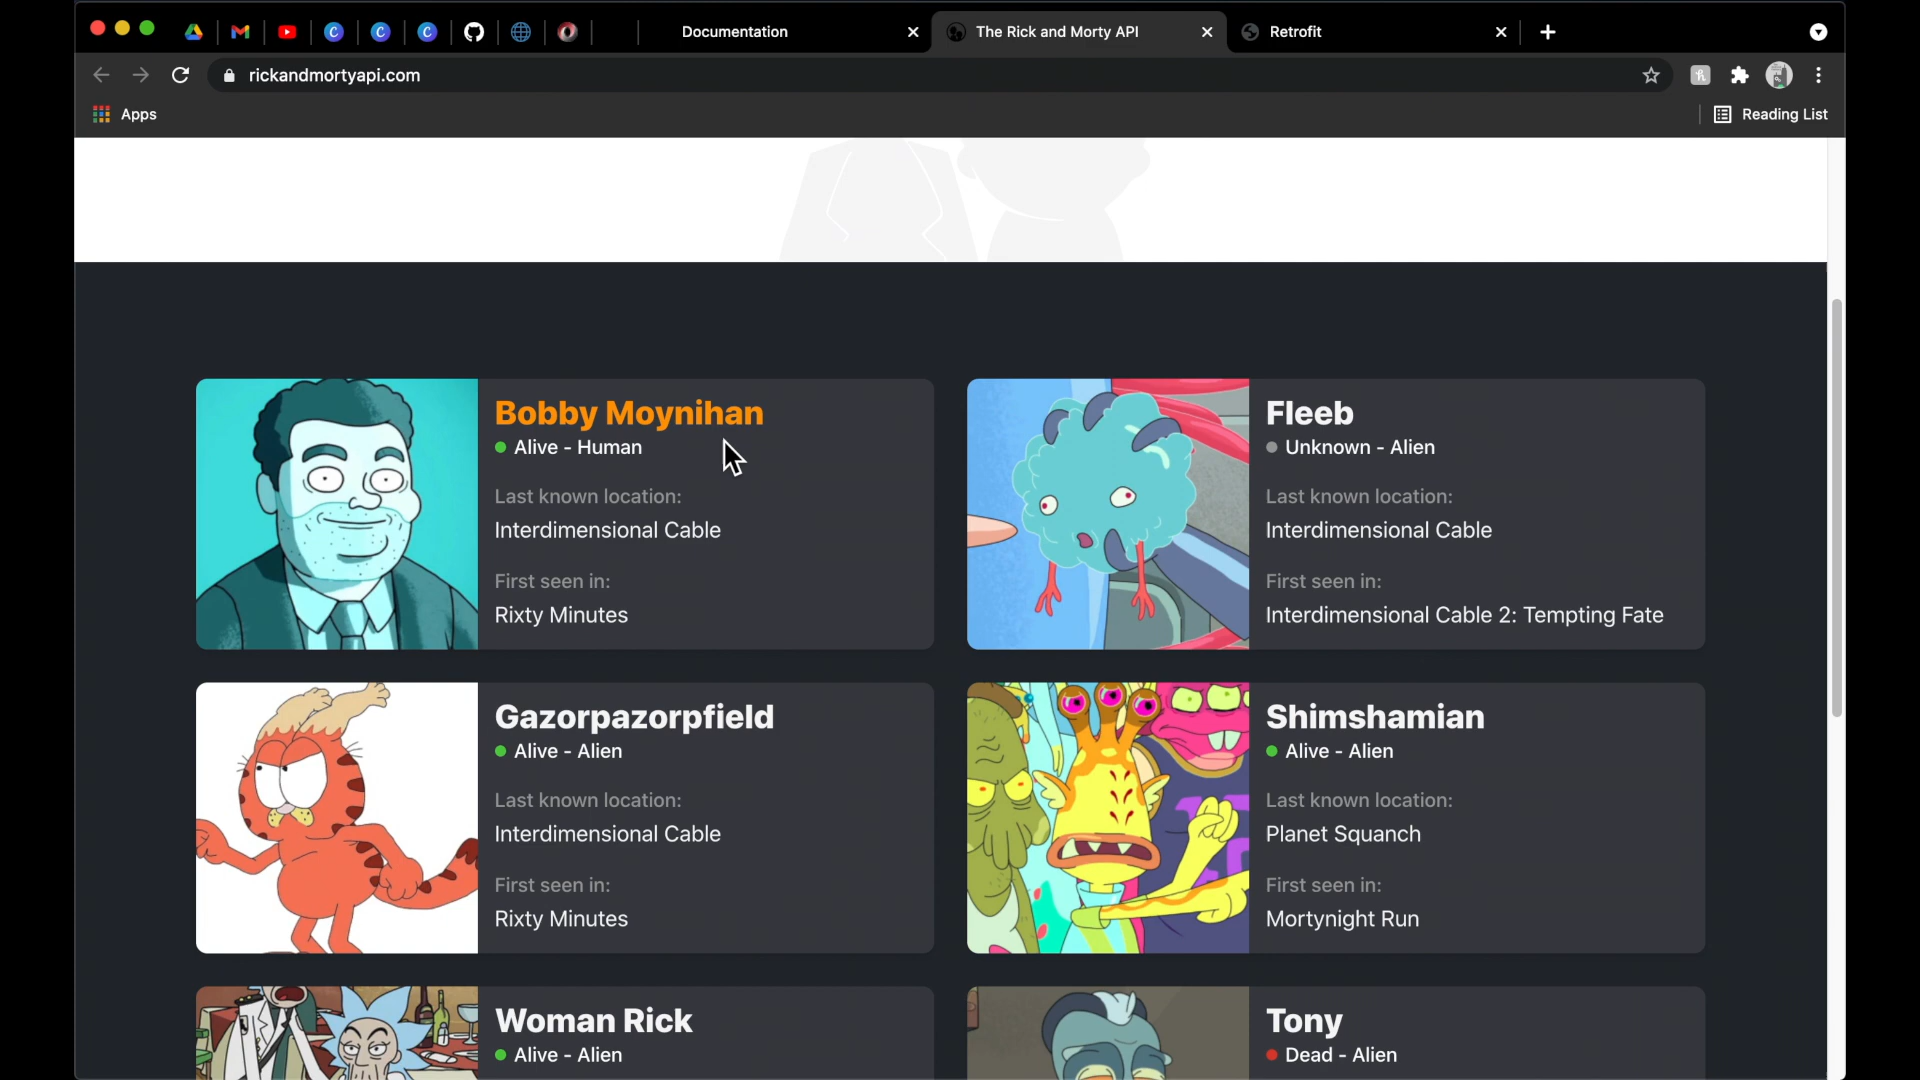 Documentation
The Rick and Morty API
Retrofit
rickandmortyapi.com
Apps
Reading List
Bobby Moynihan
Alive - Human
Last known location:
Interdimensional Cable
First seen in:
Rixty Minutes
Fleeb
Unknown - Alien
Last known location:
Interdimensional Cable
First seen in:
Interdimensional Cable 2: Tempting Fate
Gazorpazorpfield
Alive - Alien
Last known location:
Interdimensional Cable
First seen in:
Rixty Minutes
Shimshamian
Alive - Alien
Last known location:
Planet Squanch
First seen in:
Mortynight Run
Woman Rick
Alive - Alien
Tony
Dead - Alien